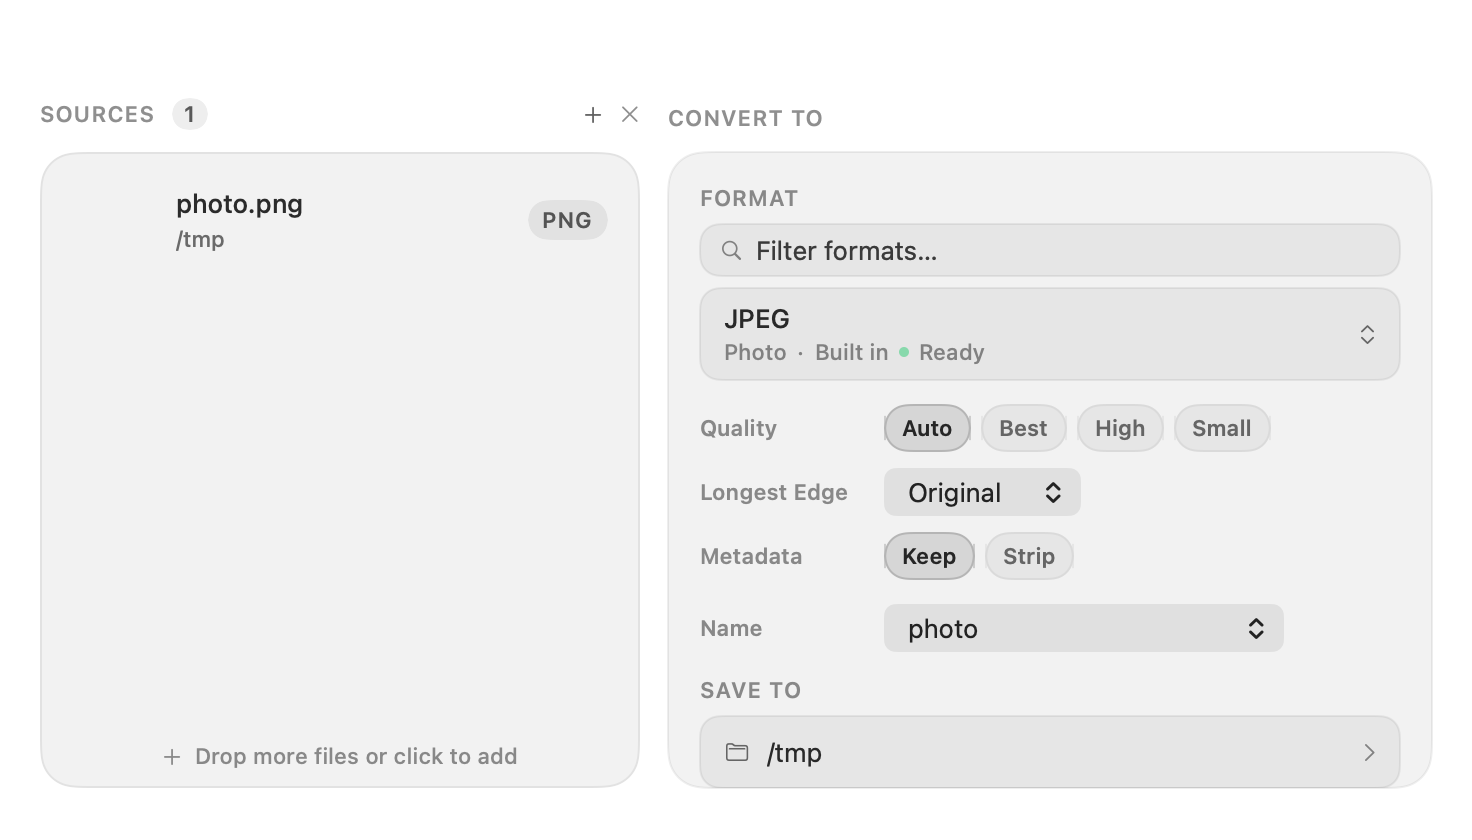 SOURCES 1
photo.png
/tmp
PNG
Drop more files or click to add
CONVERT TO
FORMAT
Filter formats...
JPEG
Photo · Built in Ready
Quality Auto Best High Small
Longest Edge Original
Metadata Keep Strip
Name photo
SAVE TO
/tmp